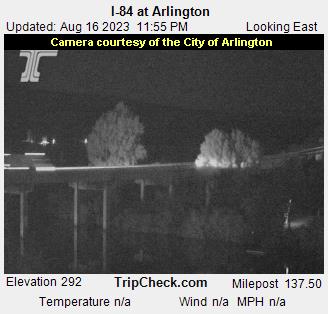 I-84 at Arlington
Updated: Aug 16 2023 11:55 PM Looking East
Camera courtesy of the City of Arlington
Elevation 292 TripCheck.com Milepost 137.50
Temperature n/a Wind n/a MPH n/a